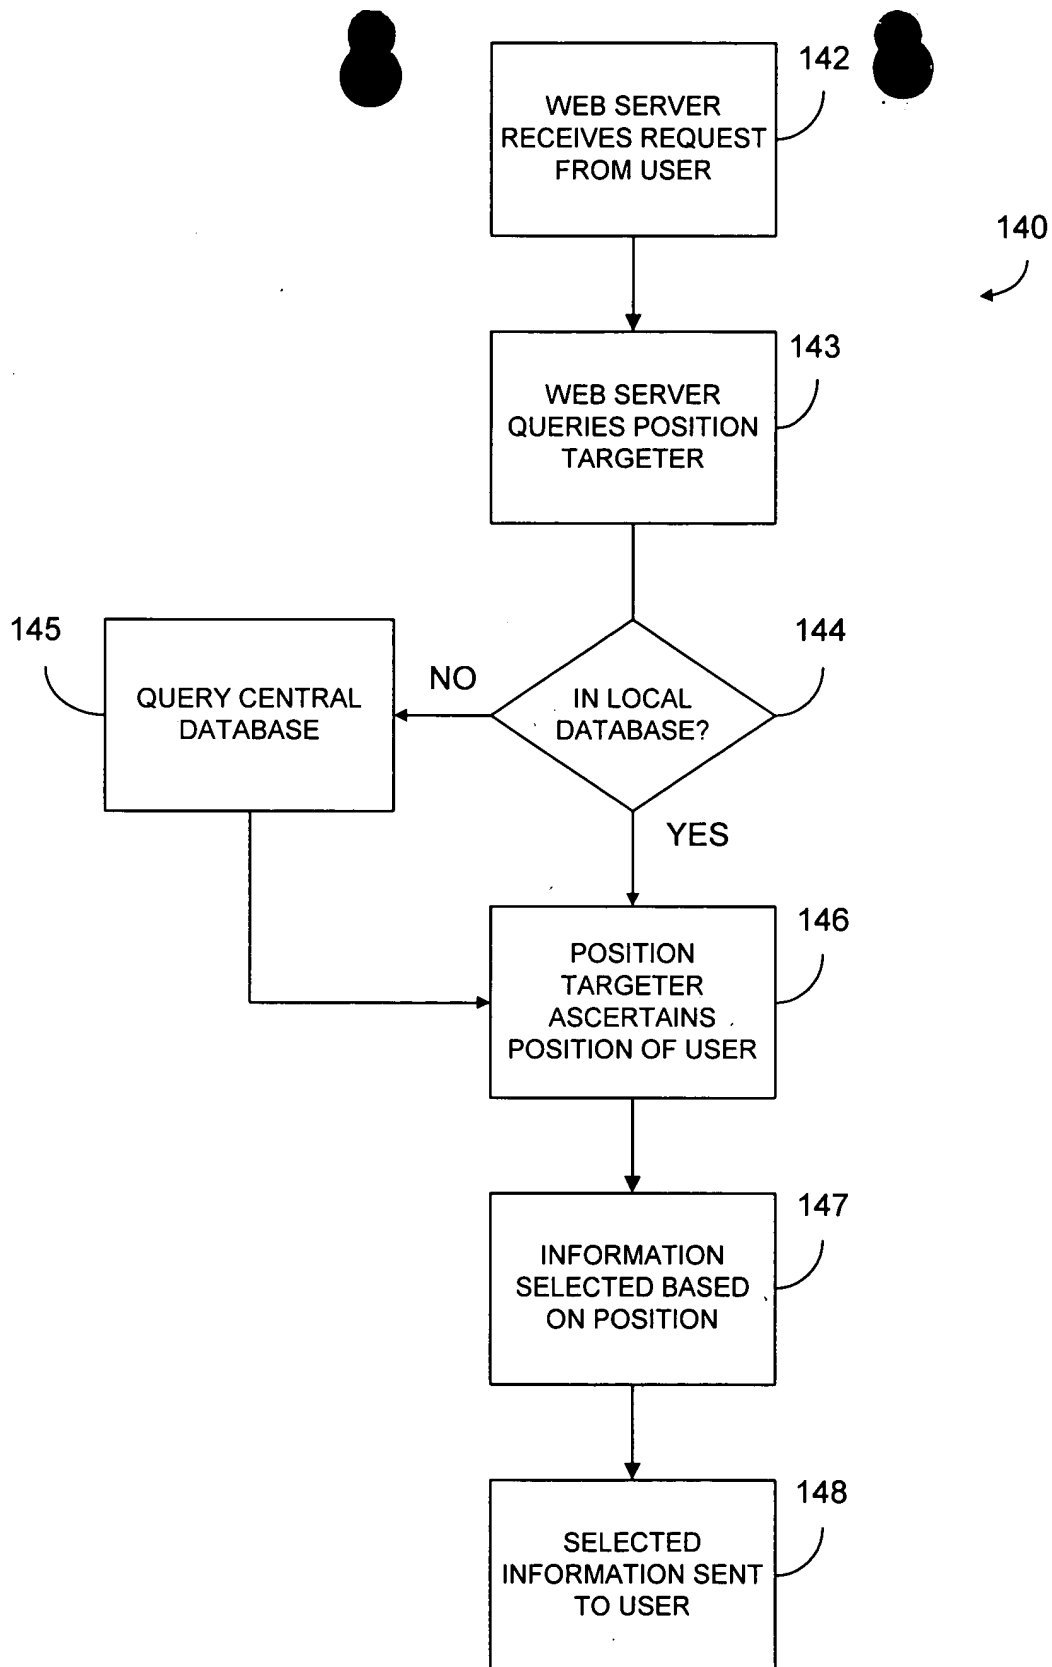 142
WEB SERVER
RECEIVES REQUEST
FROM USER
140
143
WEB SERVER
QUERIES POSITION
TARGETER
145
144
NO
QUERY CENTRAL
DATABASE
IN LOCAL
DATABASE?
YES
146
POSITION
TARGETER
ASCERTAINS
POSITION OF USER
147
INFORMATION
SELECTED BASED
ON POSITION
148
SELECTED
INFORMATION SENT
TO USER